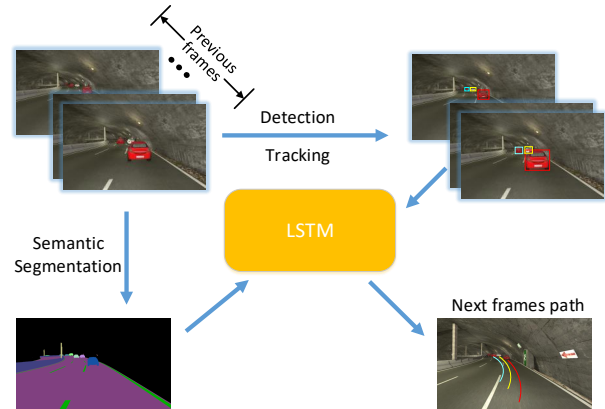 Previous
frames
Detection
Tracking
LSTM
Semantic
Segmentation
Next frames path